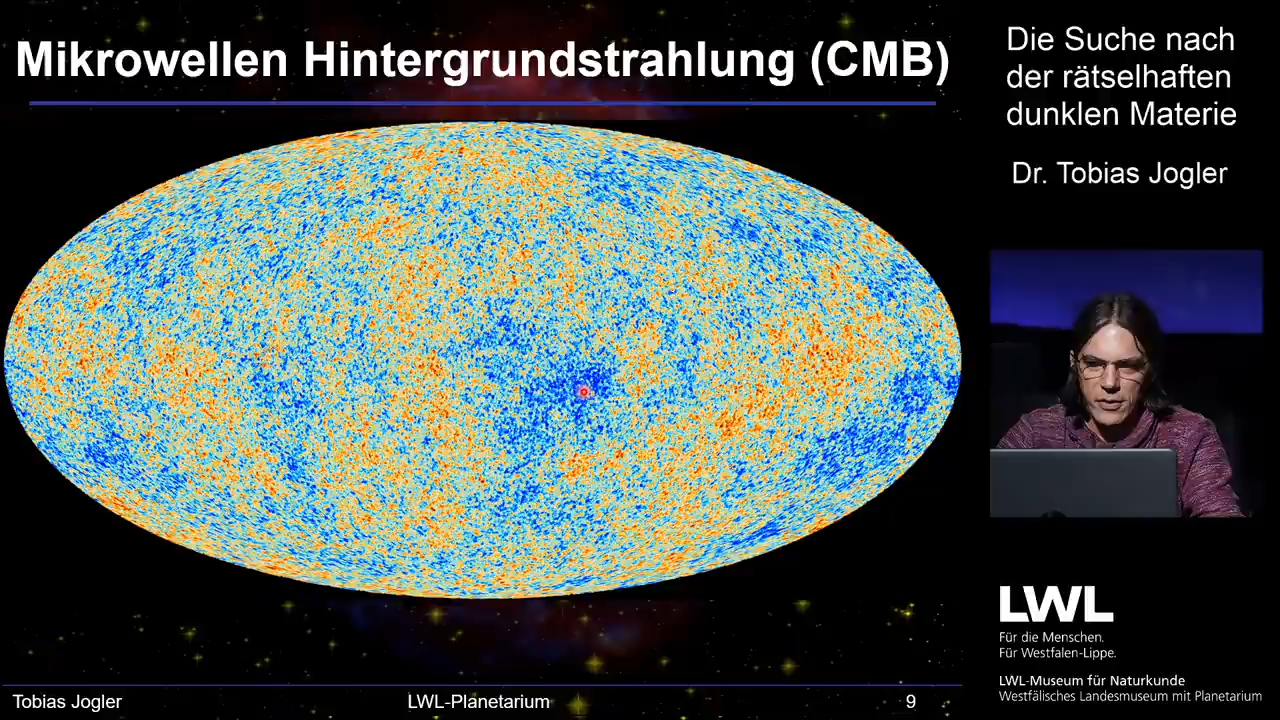 Mikrowellen Hintergrundstrahlung (CMB)
Die Suche nach
der rätselhaften
dunklen Materie
Dr. Tobias Jogler
LWL
Für die Menschen.
Für Westfalen-Lippe.
LWL-Museum für Naturkunde
Westfälisches Landesmuseum mit Planetarium
Tobias Jogler
LWL-Planetarium
9